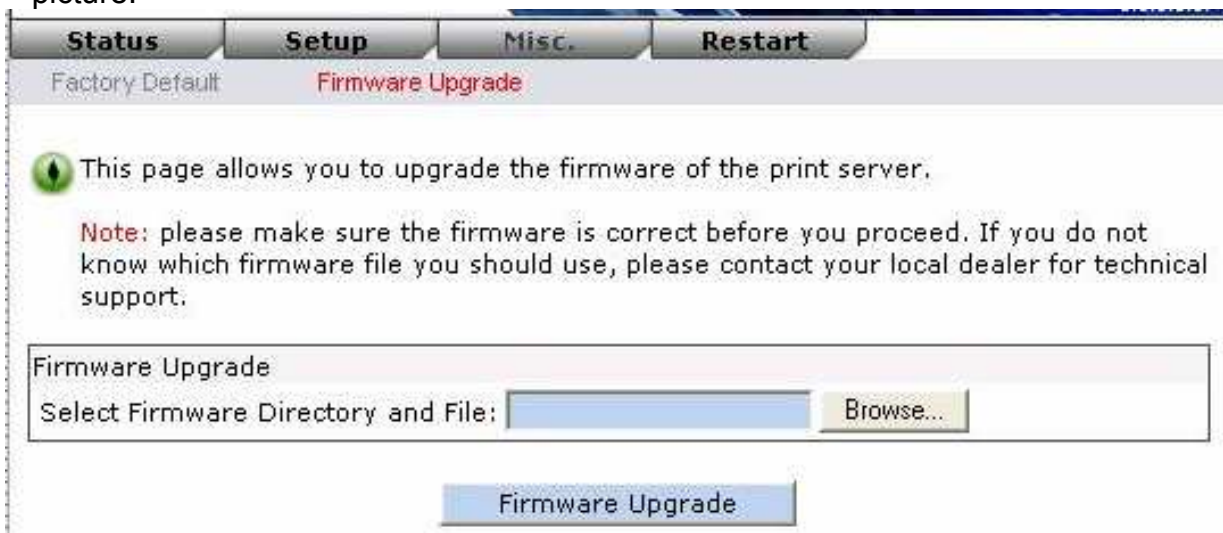 picture.
Status Setup Misc. Restart
Factory Default Firmware Upgrade
This page allows you to upgrade the firmware of the print server.
Note: please make sure the firmware is correct before you proceed. If you do not
know which firmware file you should use, please contact your local dealer for technical
support.
Firmware Upgrade
Select Firmware Directory and File: Browse...
Firmware Upgrade